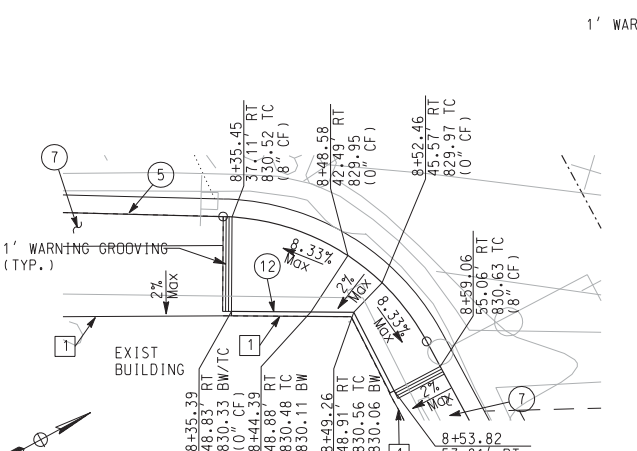 1' WAR
8+35.45
37.11' RT
830.52 TC
(8" CF)
8+48.58
42.49' RT
829.95
(0" CF)
8+52.46
45.57' RT
829.97 TC
(0" CF)
7
5
1' WARNING GROOVING
(TYP.)
8.33%
Max
12
2%
Max
2%
Max
8.33%
Max
8+59.06
55.06' RT
830.63 TC
(8" CF)
1
EXIST
BUILDING
1
2%
Max
7
8+35.39
48.83' RT
830.33 BW/TC
(0" CF)
8+44.39
48.88' RT
830.48 TC
830.11 BW
8+49.26
48.91' RT
830.56 TC
830.06 BW
8+53.82